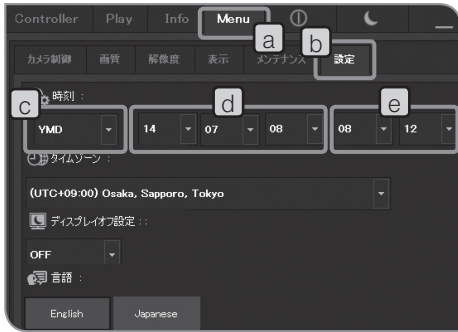 Controller Play Info Menu
a b
カメラ制御 画質 解像度 表示 メンテナンス 設定
c 時刻 : d e
YMD 14 07 08 08 12
タイムゾーン :
(UTC+09:00) Osaka, Sapporo, Tokyo
ディスプレイオフ設定 : :
OFF
言語 :
English Japanese